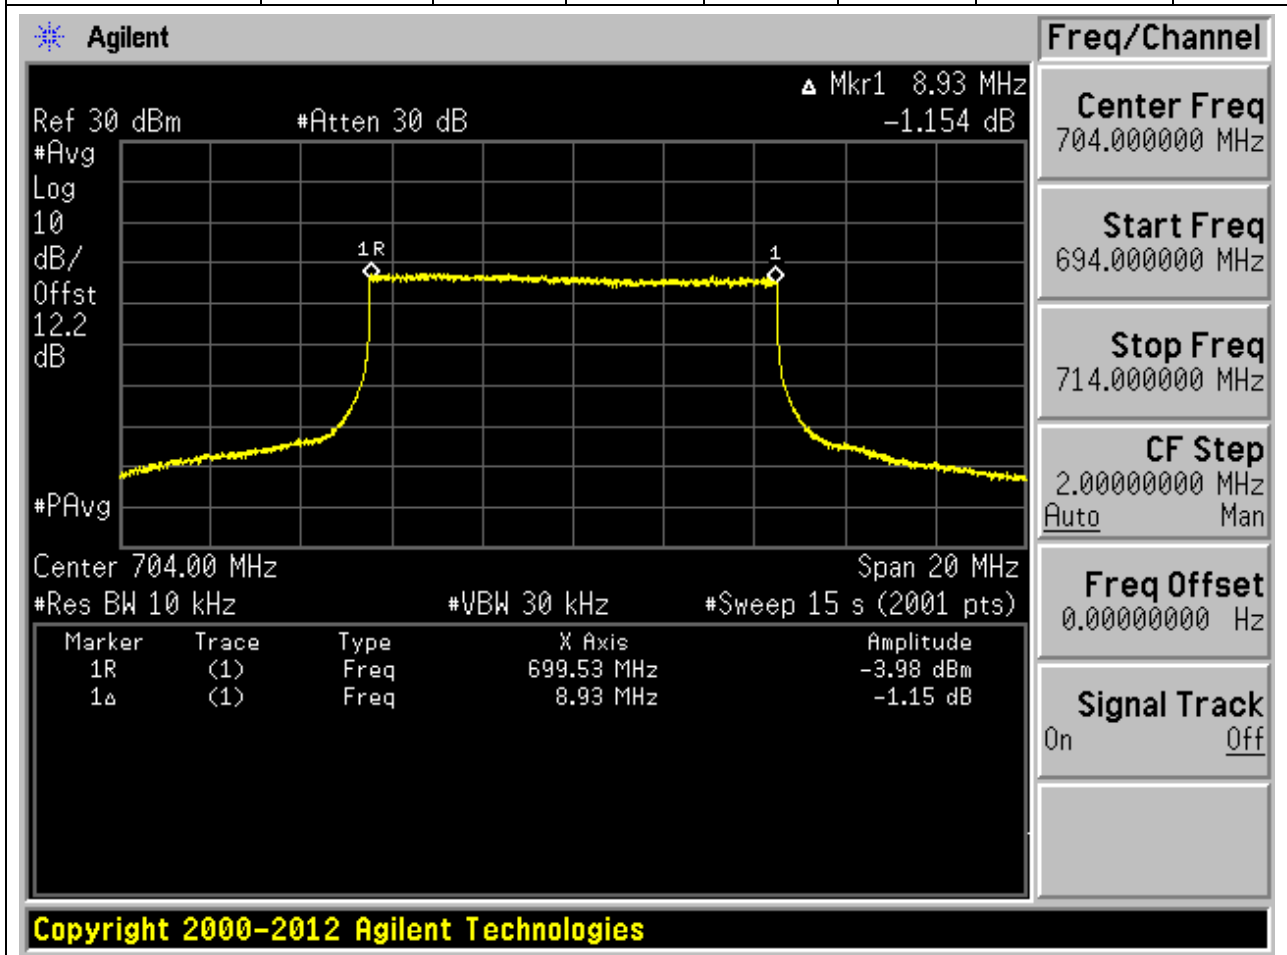 Agilent
Freq/Channel
Δ Mkr1 8.93 MHz
Ref 30 dBm #Atten 30 dB -1.154 dB
#Avg
Log
10
dB/
Offst
12.2
dB
#PAvg
1R
1
Center 704.00 MHz Span 20 MHz
#Res BW 10 kHz #VBW 30 kHz #Sweep 15 s (2001 pts)
Marker Trace Type X Axis Amplitude
1R (1) Freq 699.53 MHz -3.98 dBm
1Δ (1) Freq 8.93 MHz -1.15 dB
Center Freq
704.000000 MHz
Start Freq
694.000000 MHz
Stop Freq
714.000000 MHz
CF Step
2.00000000 MHz
Auto Man
Freq Offset
0.00000000 Hz
Signal Track
On Off
Copyright 2000-2012 Agilent Technologies